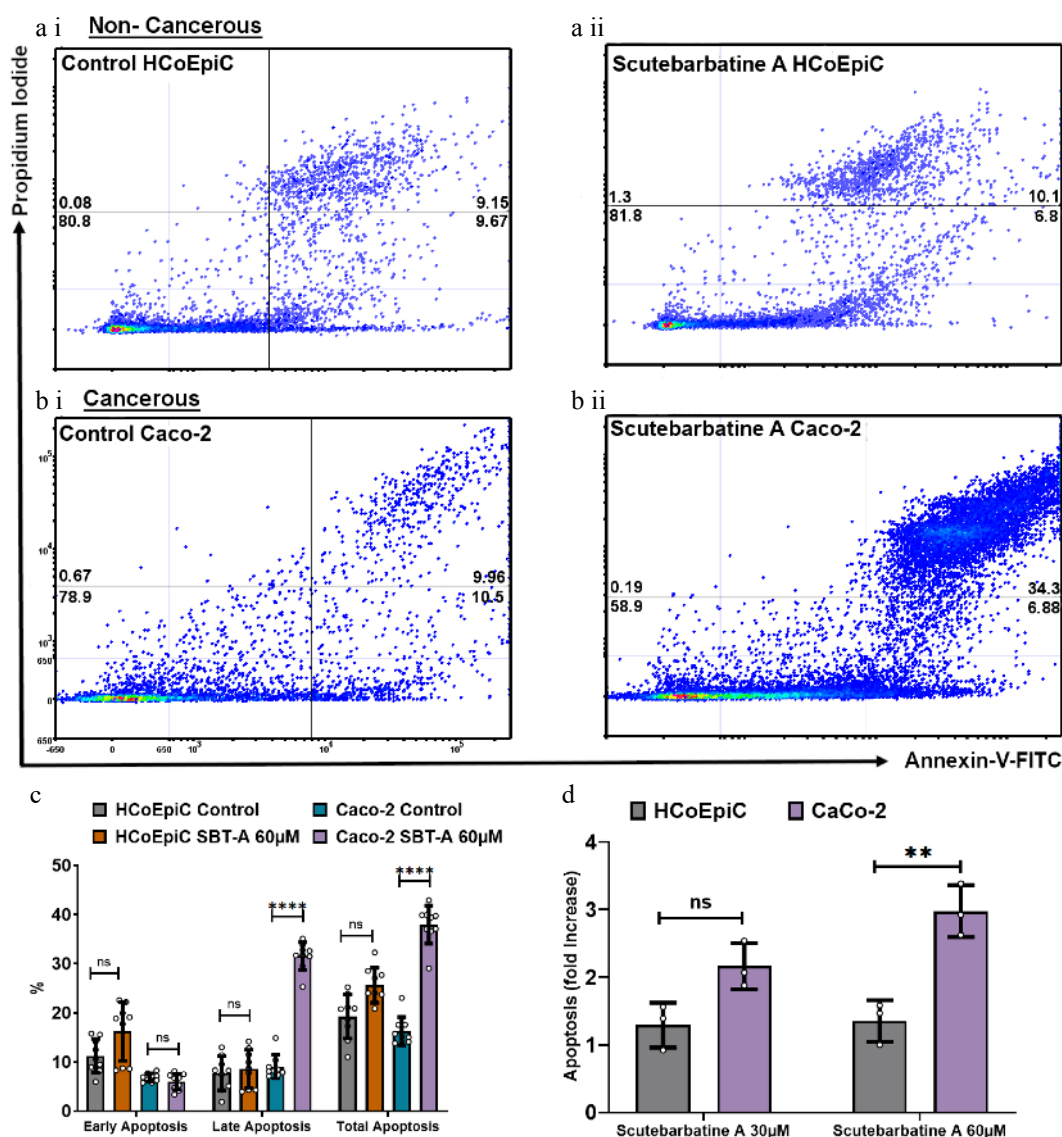 a i Non- Cancerous
a ii
Propidium Iodide
Control HCoEpiC
0.08
80.8
9.15
9.67
Scutebarbatine A HCoEpiC
1.3
81.8
10.1
6.8
b i Cancerous
b ii
Control Caco-2
10⁵
10⁴
10³
650
0
650
0.67
78.9
9.96
10.5
-650 0 650 10³ 10⁴ 10⁵
Scutebarbatine A Caco-2
0.19
58.9
34.3
6.88
Annexin-V-FITC
c
HCoEpiC Control
Caco-2 Control
HCoEpiC SBT-A 60µM
Caco-2 SBT-A 60µM
%
50
40
30
20
10
0
ns
ns
ns
****
ns
****
Early Apoptosis
Late Apoptosis
Total Apoptosis
d
HCoEpiC
CaCo-2
Apoptosis (fold Increase)
4
3
2
1
0
ns
**
Scutebarbatine A 30µM
Scutebarbatine A 60µM